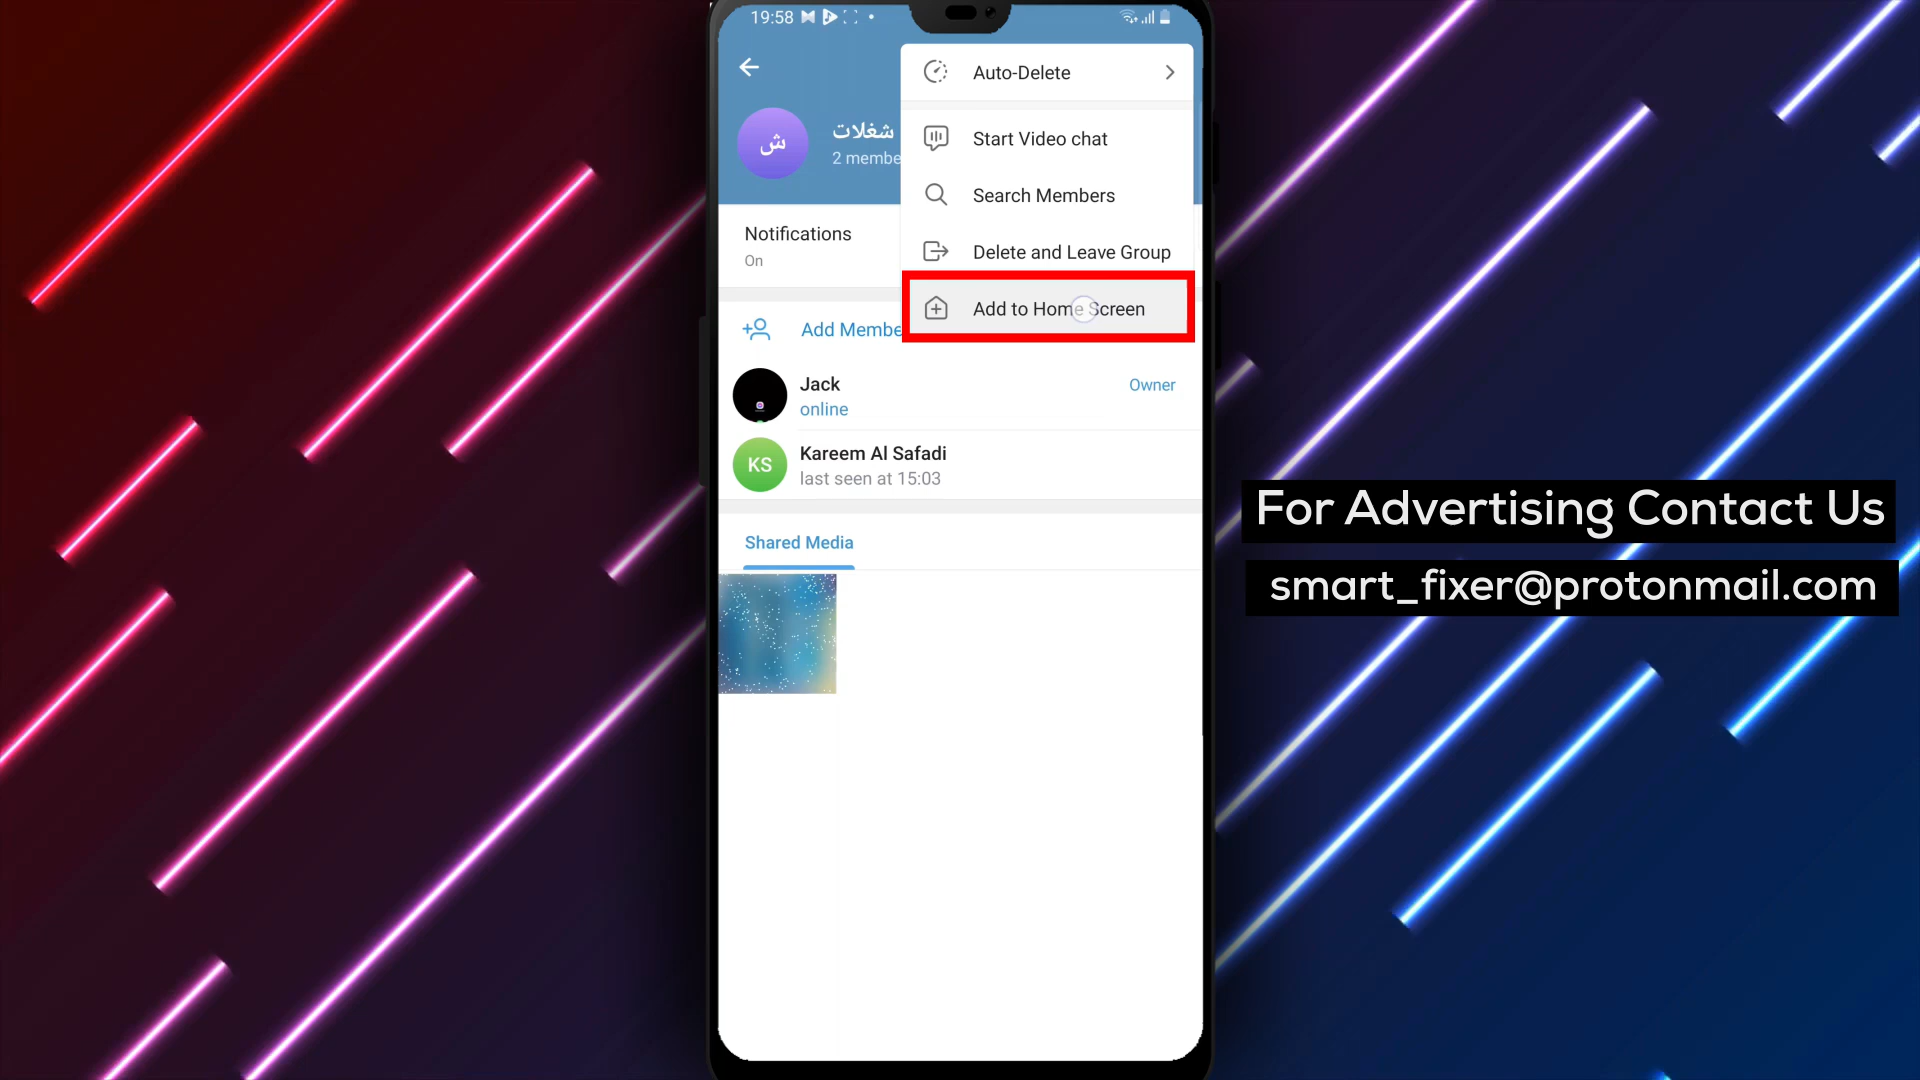 19:58
Auto-Delete
Start Video chat
Search Members
Delete and Leave Group
Add to Home Screen
ش
شغلات
2 membe
Notifications
On
Add Membe
Jack
Owner
online
KS
Kareem Al Safadi
last seen at 15:03
Shared Media
For Advertising Contact Us
smart_fixer@protonmail.com